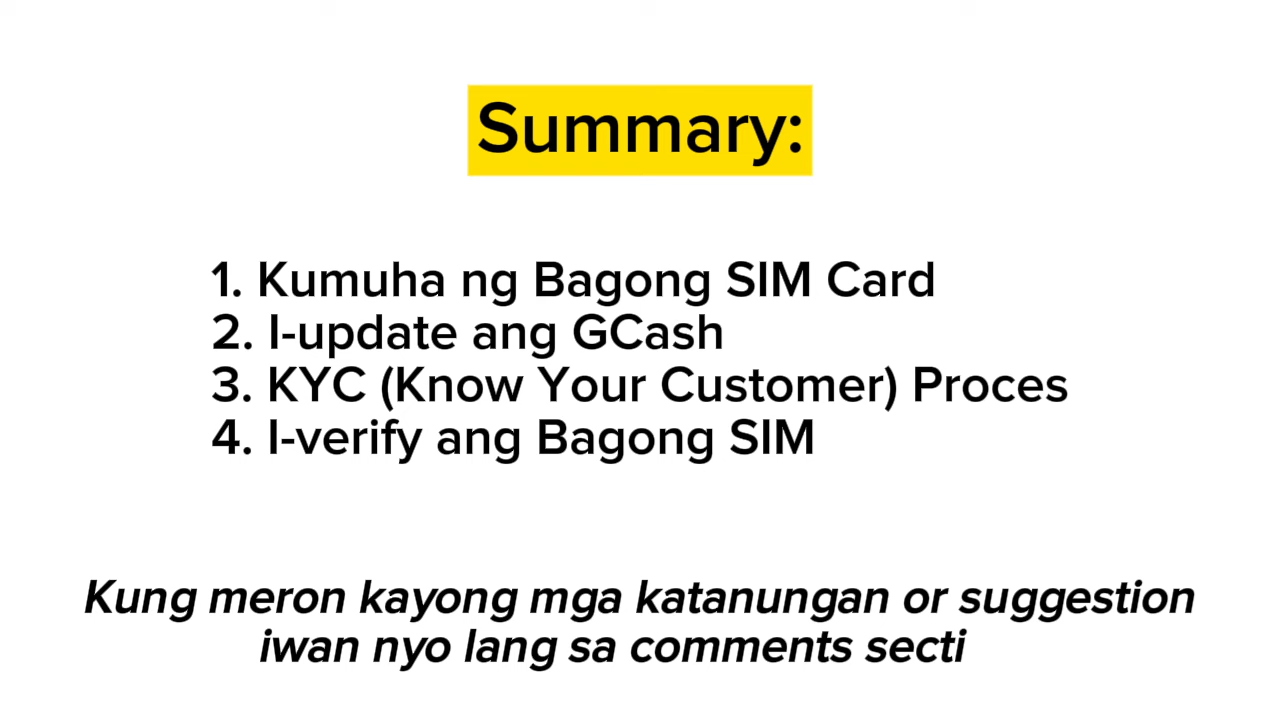 Summary:
1. Kumuha ng Bagong SIM Card
2. I-update ang GCash
3. KYC (Know Your Customer) Proces
4. I-verify ang Bagong SIM
Kung meron kayong mga katanungan or suggestion
iwan nyo lang sa comments secti